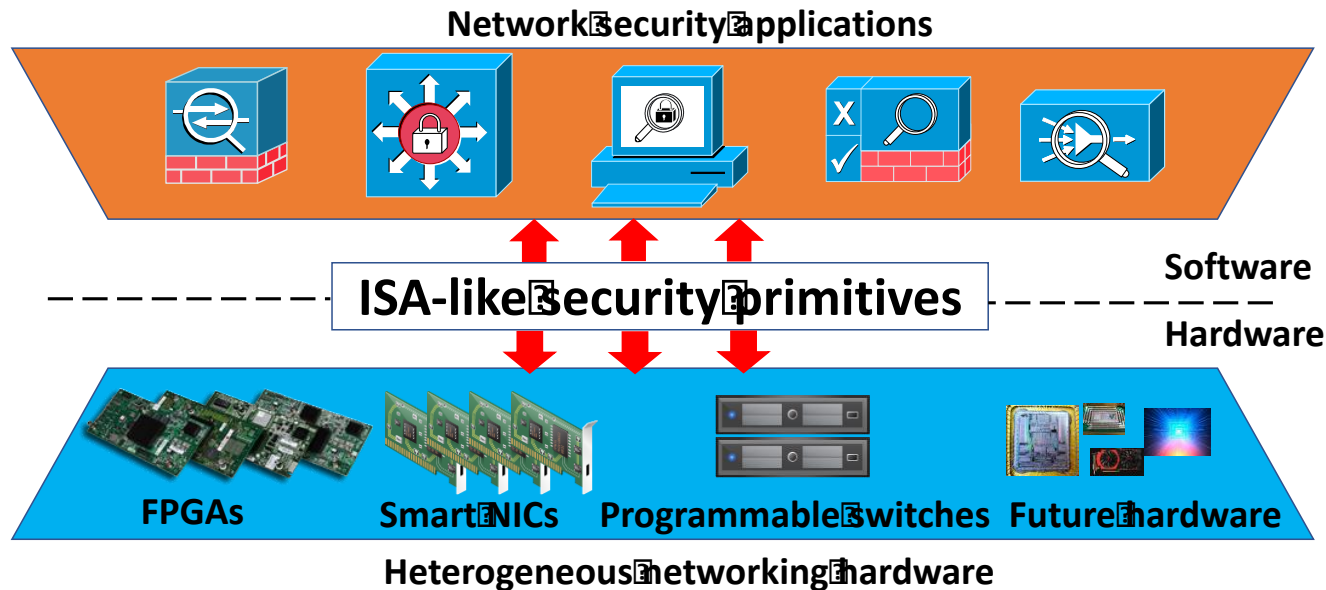 Network security applications
X
Software
ISA-like security primitives
Hardware
FPGAs
Smart NICs
Programmable switches
Future hardware
Heterogeneous networking hardware